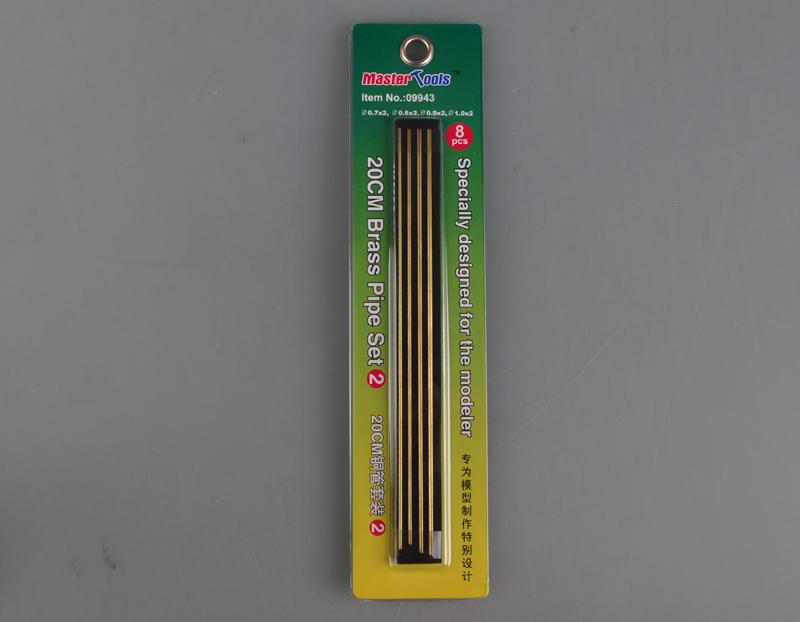 MasterTools™
Item No.:09943
Ø0.7x2, Ø0.8x2, Ø0.9x2, Ø1.0x2
8
pcs
Specially designed for the modeler
专为模型制作特别设计
20CM Brass Pipe Set 2
20CM铜管套装 2